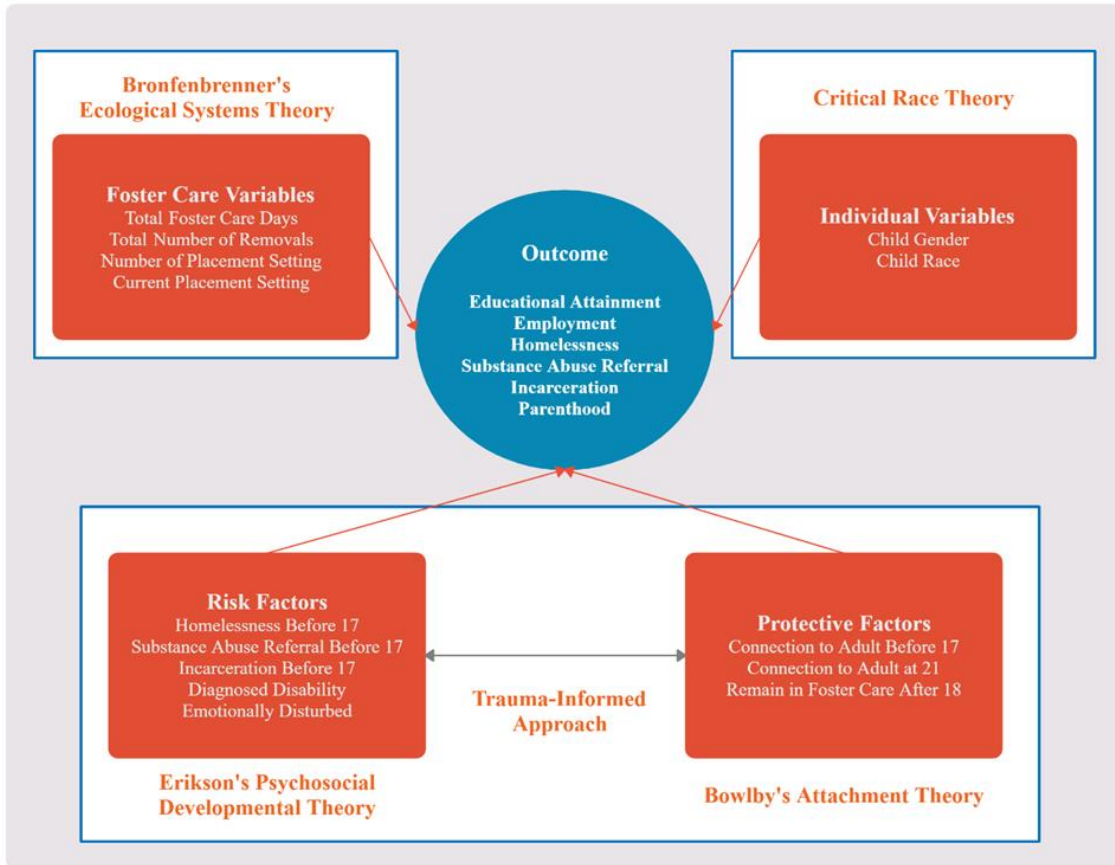 Bronfenbrenner's
Ecological Systems Theory
Foster Care Variables
Total Foster Care Days
Total Number of Removals
Number of Placement Setting
Current Placement Setting
Critical Race Theory
Individual Variables
Child Gender
Child Race
Outcome
Educational Attainment
Employment
Homelessness
Substance Abuse Referral
Incarceration
Parenthood
Risk Factors
Homelessness Before 17
Substance Abuse Referral Before 17
Incarceration Before 17
Diagnosed Disability
Emotionally Disturbed
Erikson's Psychosocial
Developmental Theory
Trauma-Informed
Approach
Protective Factors
Connection to Adult Before 17
Connection to Adult at 21
Remain in Foster Care After 18
Bowlby's Attachment Theory